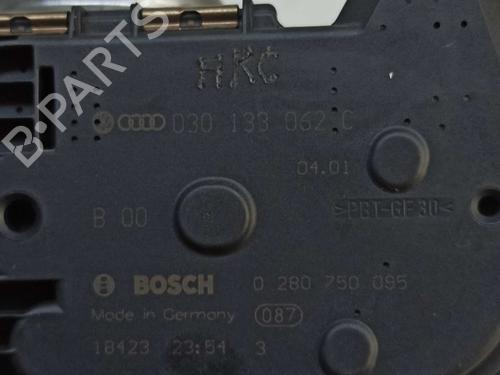 HKC
030 133 062 C
04.01
B 00
>PBT-GF30<
BOSCH 0 280 750 095
Made in Germany 087
18423 23:54 3
B-Parts